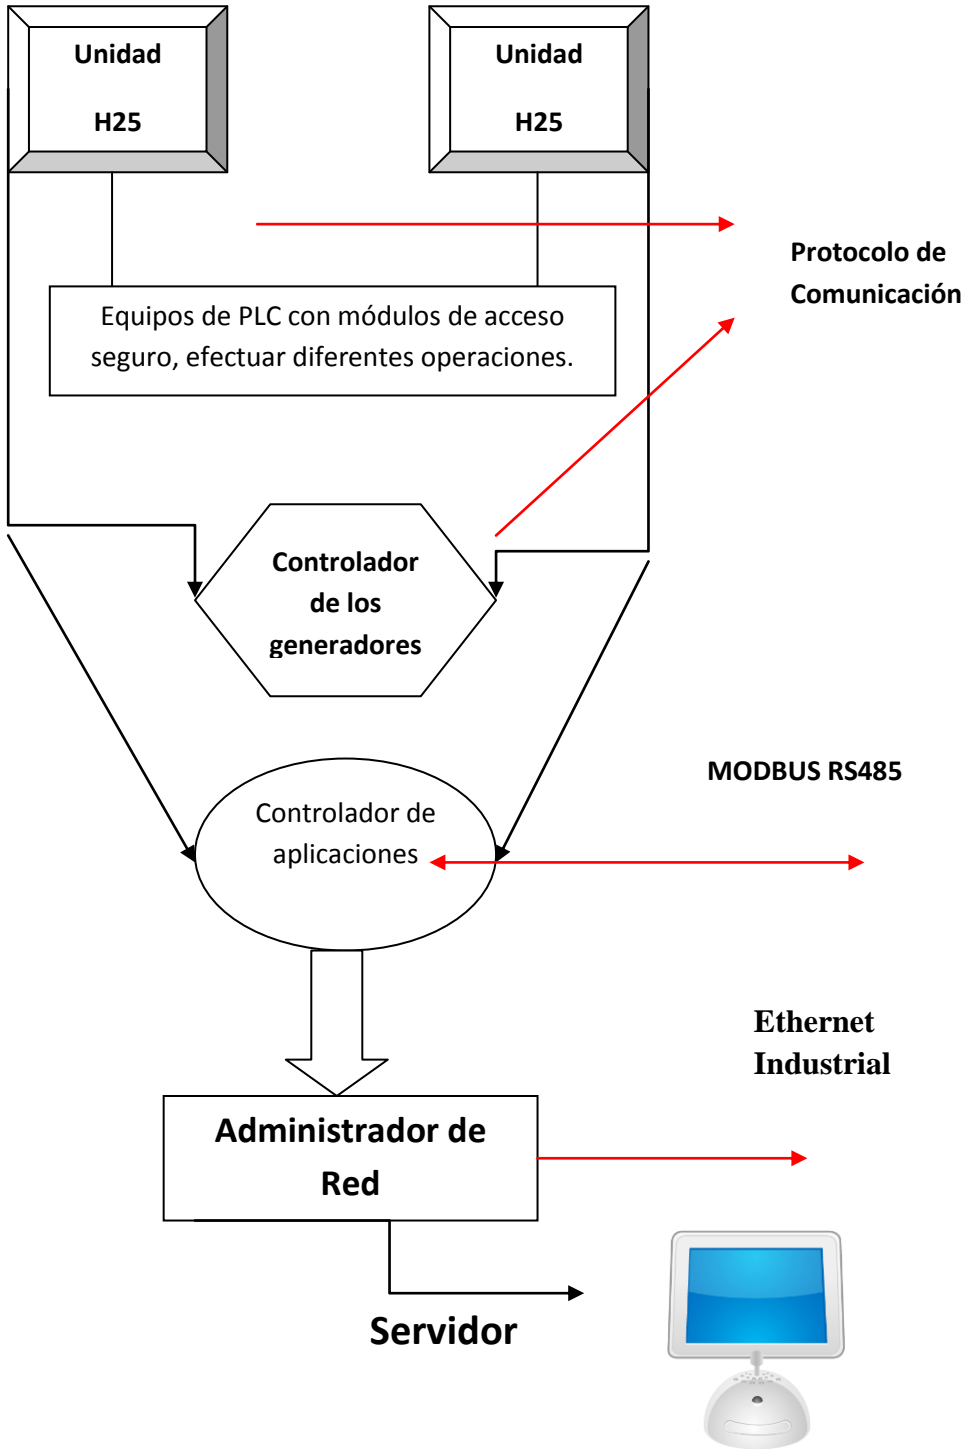 Unidad
H25
Unidad
H25
Protocolo de
Comunicación
Equipos de PLC con módulos de acceso
seguro, efectuar diferentes operaciones.
Controlador
de los
generadores
MODBUS RS485
Controlador de
aplicaciones
Ethernet
Industrial
Administrador de
Red
Servidor